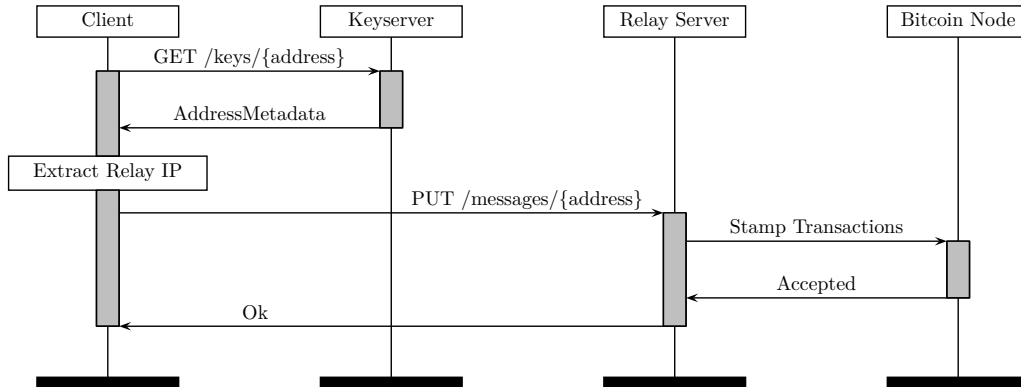 Client
Keyserver
Relay Server
Bitcoin Node
GET /keys/{address}
AddressMetadata
Extract Relay IP
PUT /messages/{address}
Stamp Transactions
Accepted
Ok